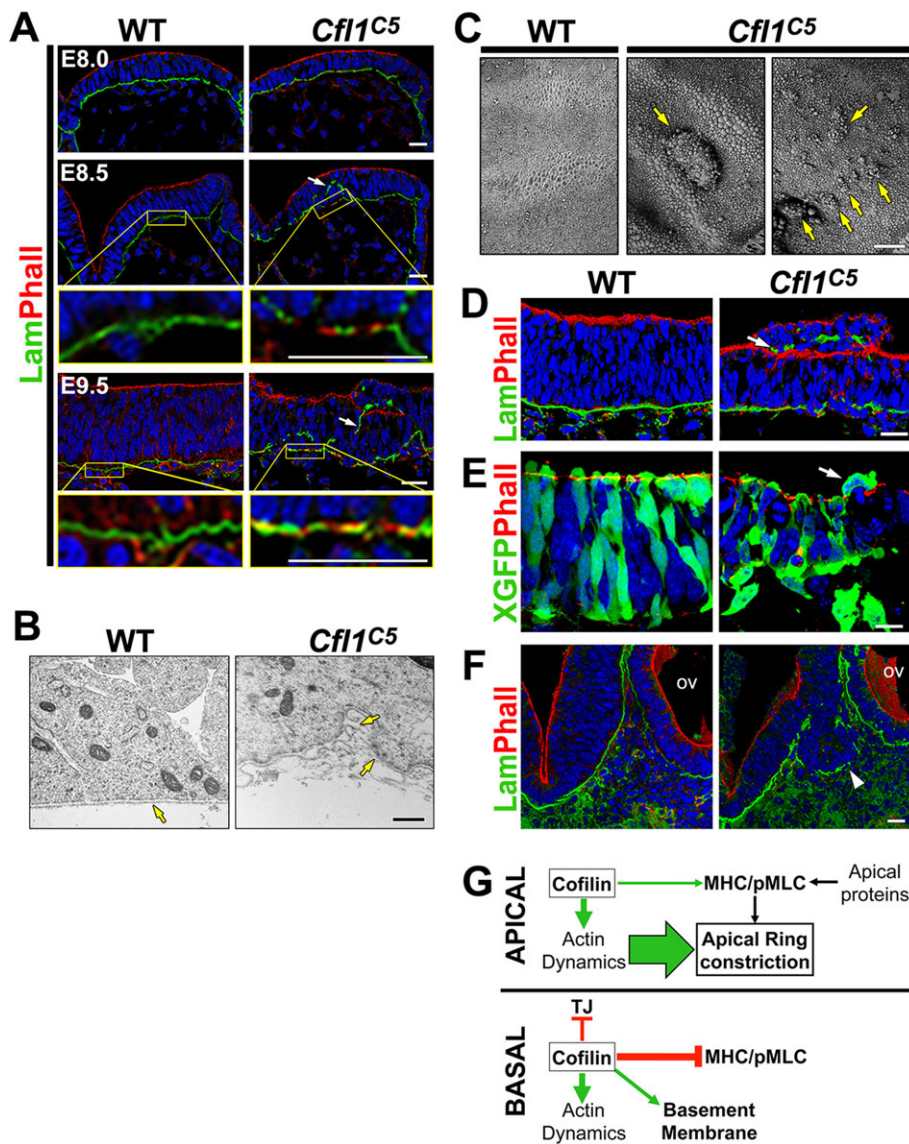 A
WT
Cfl1C5
E8.0
E8.5
E9.5
LamPhall
B
WT
Cfl1C5
C
WT
Cfl1C5
WT
Cfl1C5
D
LamPhall
E
XGFPPhall
F
LamPhall
ov
ov
G
APICAL
Cofilin
MHC/pMLC
Apical
proteins
Actin
Dynamics
Apical Ring
constriction
BASAL
TJ
Cofilin
MHC/pMLC
Actin
Dynamics
Basement
Membrane